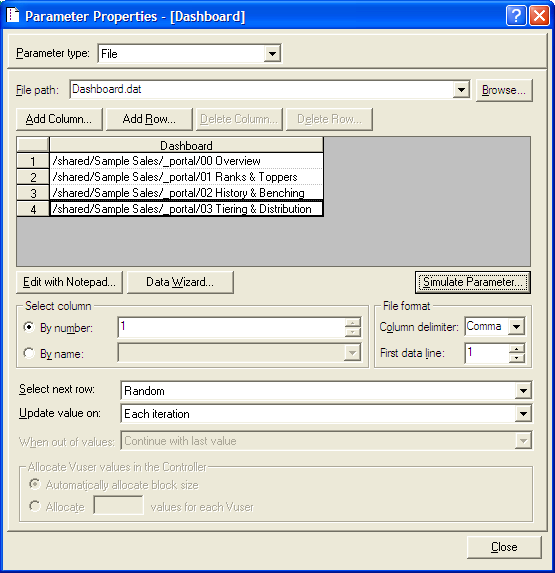 Parameter Properties - [Dashboard]
Parameter type: File
File path: Dashboard.dat Browse...
Add Column... Add Row... Delete Column... Delete Row...
Dashboard
1 /shared/Sample Sales/_portal/00 Overview
2 /shared/Sample Sales/_portal/01 Ranks & Toppers
3 /shared/Sample Sales/_portal/02 History & Benching
4 /shared/Sample Sales/_portal/03 Tiering & Distribution
Edit with Notepad... Data Wizard... Simulate Parameter...
Select column File format
By number: 1 Column delimiter: Comma
By name: First data line: 1
Select next row: Random
Update value on: Each iteration
When out of values: Continue with last value
Allocate Vuser values in the Controller
Automatically allocate block size
Allocate values for each Vuser
Close